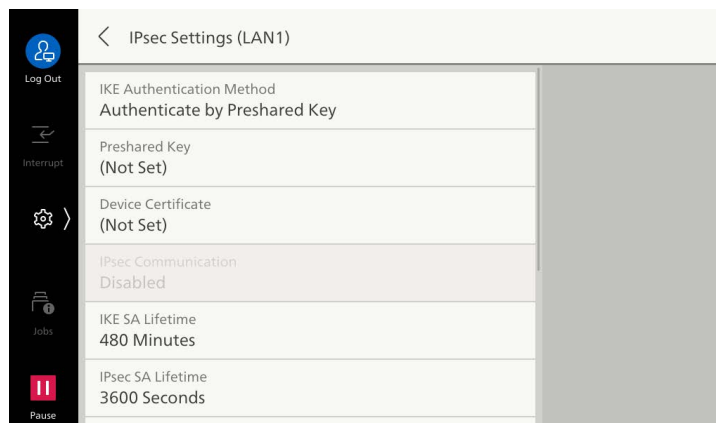 IPsec Settings (LAN1)
Log Out
Interrupt
Jobs
Pause
IKE Authentication Method
Authenticate by Preshared Key
Preshared Key
(Not Set)
Device Certificate
(Not Set)
IPsec Communication
Disabled
IKE SA Lifetime
480 Minutes
IPsec SA Lifetime
3600 Seconds